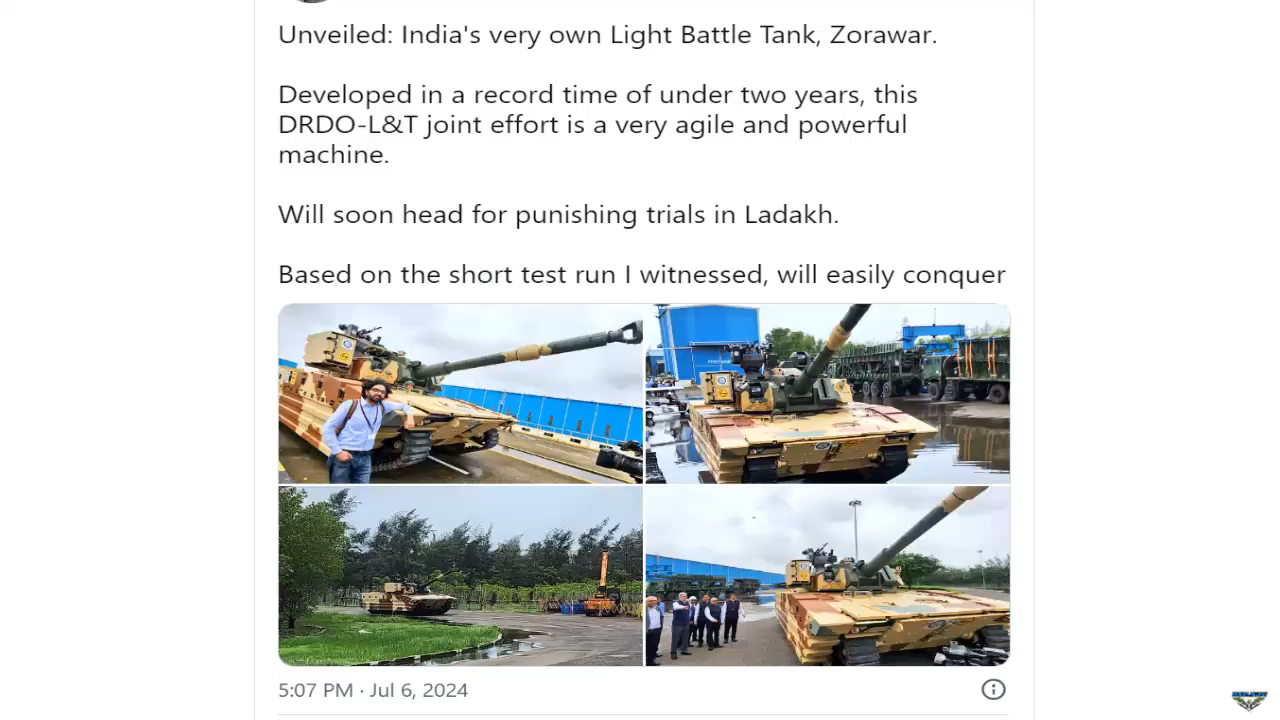 Unveiled: India's very own Light Battle Tank, Zorawar.
Developed in a record time of under two years, this
DRDO-L&T joint effort is a very agile and powerful
machine.
Will soon head for punishing trials in Ladakh.
Based on the short test run I witnessed, will easily conquer
5:07 PM · Jul 6, 2024